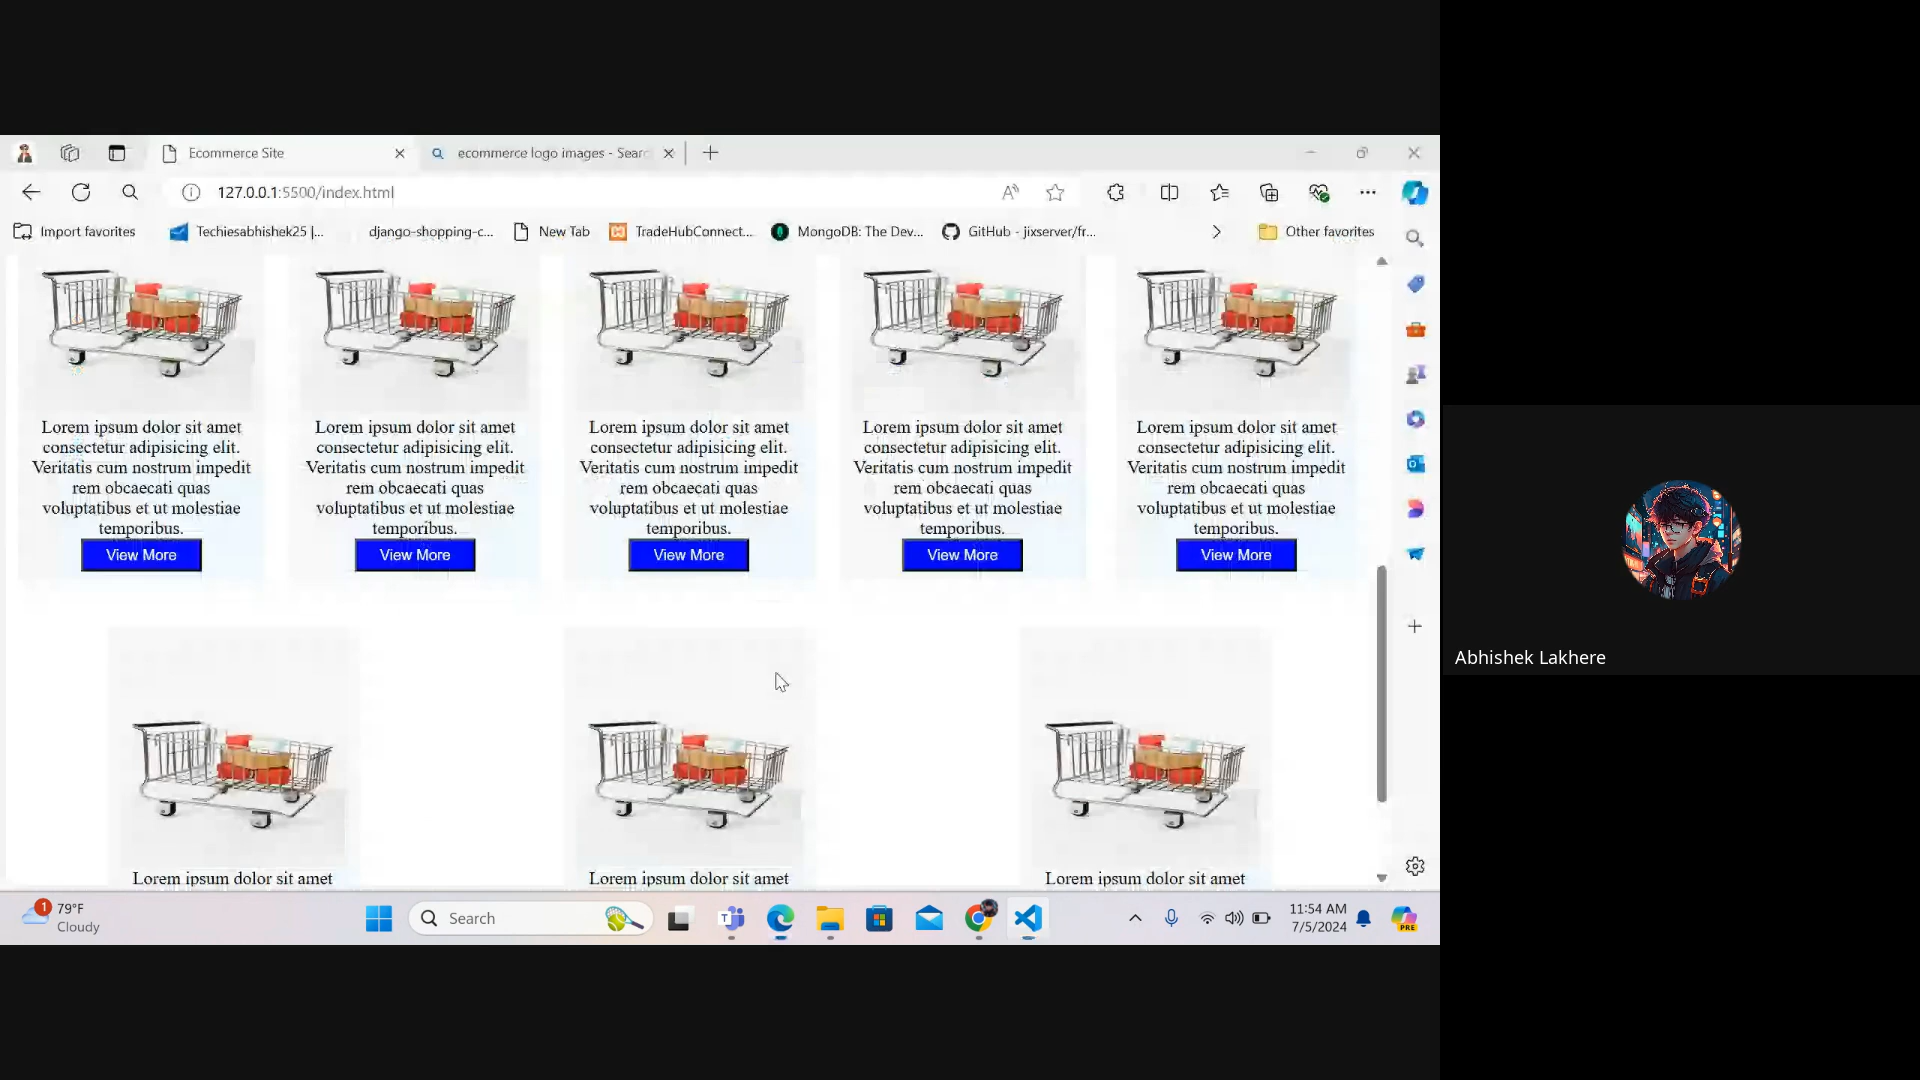 Ecommerce Site
ecommerce logo images - Sear
127.0.0.1:5500/index.html
Import favorites
Techiesabhishek25 |...
django-shopping-c...
New Tab
TradeHubConnect...
MongoDB: The Dev...
GitHub - jixserver/fr...
Other favorites
Lorem ipsum dolor sit amet
consectetur adipisicing elit.
Veritatis cum nostrum impedit
rem obcaecati quas
voluptatibus et ut molestiae
temporibus.
View More
Lorem ipsum dolor sit amet
consectetur adipisicing elit.
Veritatis cum nostrum impedit
rem obcaecati quas
voluptatibus et ut molestiae
temporibus.
View More
Lorem ipsum dolor sit amet
consectetur adipisicing elit.
Veritatis cum nostrum impedit
rem obcaecati quas
voluptatibus et ut molestiae
temporibus.
View More
Lorem ipsum dolor sit amet
consectetur adipisicing elit.
Veritatis cum nostrum impedit
rem obcaecati quas
voluptatibus et ut molestiae
temporibus.
View More
Lorem ipsum dolor sit amet
consectetur adipisicing elit.
Veritatis cum nostrum impedit
rem obcaecati quas
voluptatibus et ut molestiae
temporibus.
View More
Lorem ipsum dolor sit amet
Lorem ipsum dolor sit amet
Lorem ipsum dolor sit amet
Abhishek Lakhere
1
79°F
Cloudy
Search
11:54 AM
7/5/2024
PRE